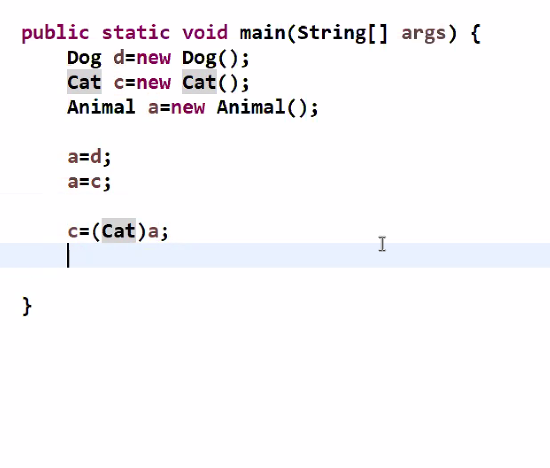 public static void main(String[] args) {
Dog d=new Dog();
Cat c=new Cat();
Animal a=new Animal();
a=d;
a=c;
c=(Cat)a;
}